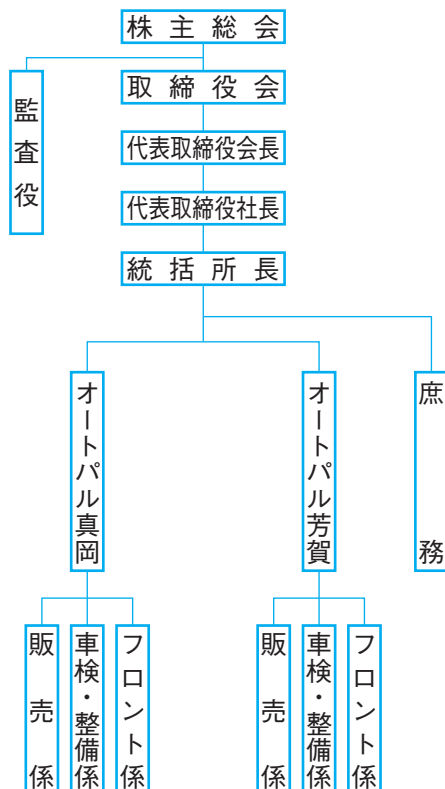 株主総会
監査役
取締役会
代表取締役会長
代表取締役社長
統括所長
オートパル真岡
オートパル芳賀
庶務
販売係
車検・整備係
フロント係
販売係
車検・整備係
フロント係